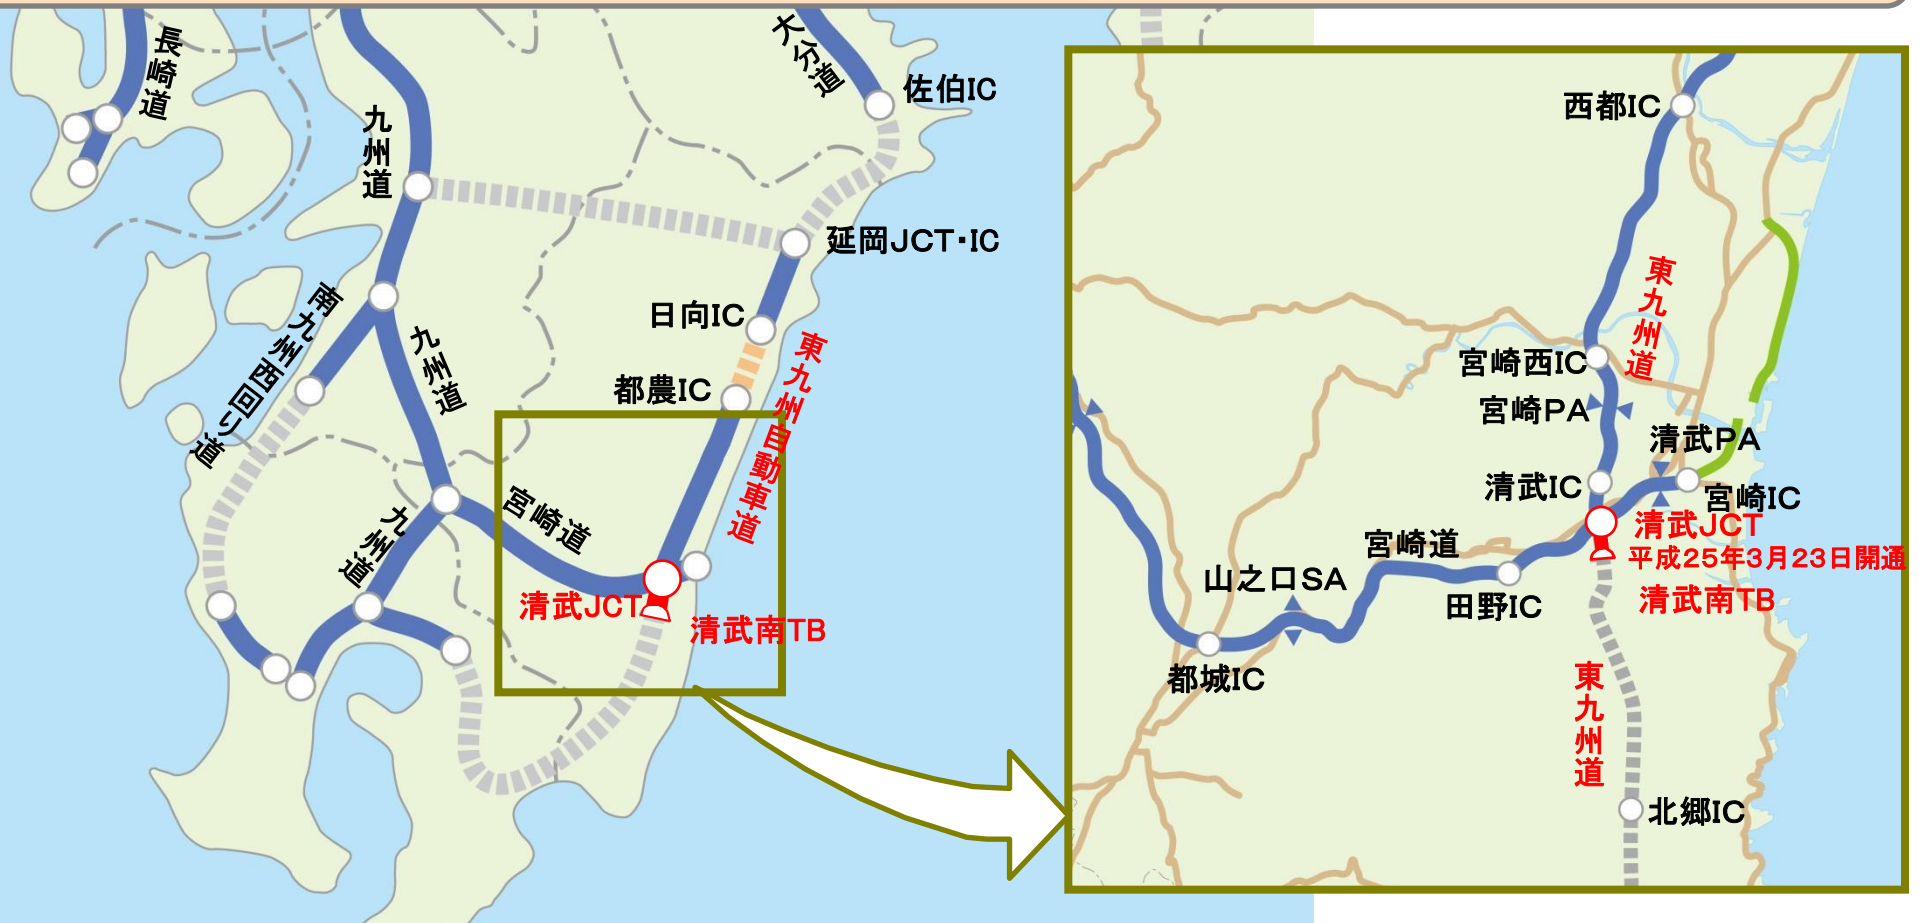 長崎道
九州道
大分道
佐伯IC
延岡JCT・IC
日向IC
都農IC
南九州西回り道
九州道
東九州自動車道
宮崎道
九州道
清武JCT
清武南TB
西都IC
東九州道
宮崎西IC
宮崎PA
清武PA
清武IC
宮崎IC
清武JCT
平成25年3月23日開通
宮崎道
山之口SA
田野IC
清武南TB
都城IC
東九州道
北郷IC